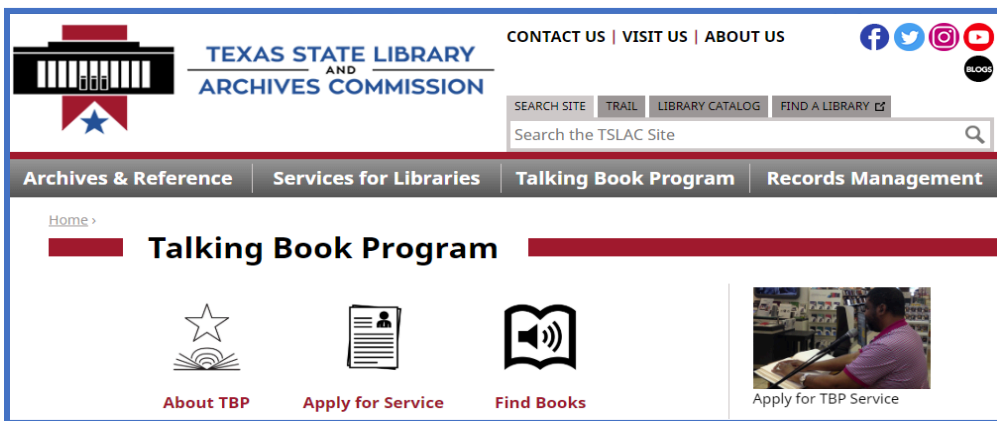 TEXAS STATE LIBRARY
AND
ARCHIVES COMMISSION
CONTACT US | VISIT US | ABOUT US
BLOGS
SEARCH SITE TRAIL LIBRARY CATALOG FIND A LIBRARY
Search the TSLAC Site
Archives & Reference Services for Libraries Talking Book Program Records Management
Home ›
Talking Book Program
About TBP Apply for Service Find Books
Apply for TBP Service